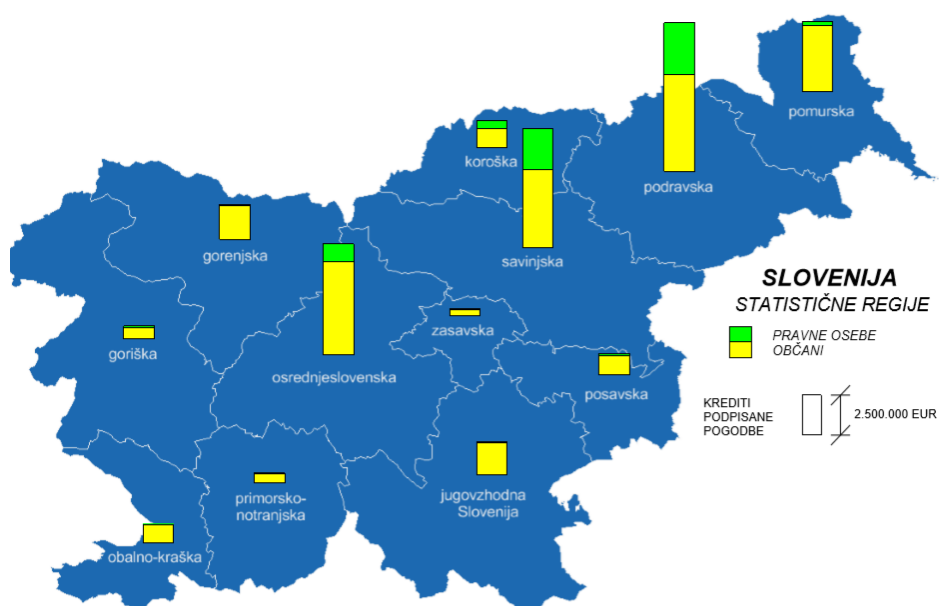 pomurska
koroška
podravska
gorenjska
savinjska
SLOVENIJA
STATISTIČNE REGIJE
zasavska
PRAVNE OSEBE
OBČANI
goriška
osrednjeslovenska
posavska
KREDITI
PODPISANE
POGODBE
2.500.000 EUR
primorsko-
notranjska
jugovzhodna
Slovenija
obalno-kraška